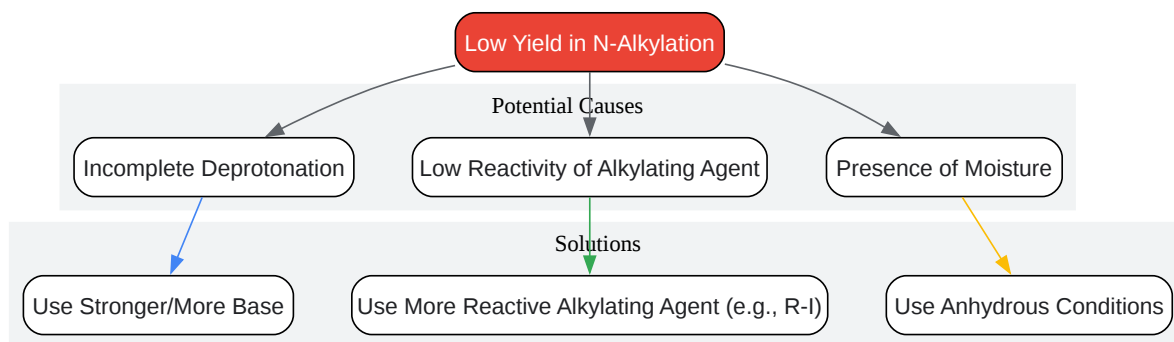 Low Yield in N-Alkylation
Potential Causes
Incomplete Deprotonation
Low Reactivity of Alkylating Agent
Presence of Moisture
Solutions
Use Stronger/More Base
Use More Reactive Alkylating Agent (e.g., R-I)
Use Anhydrous Conditions